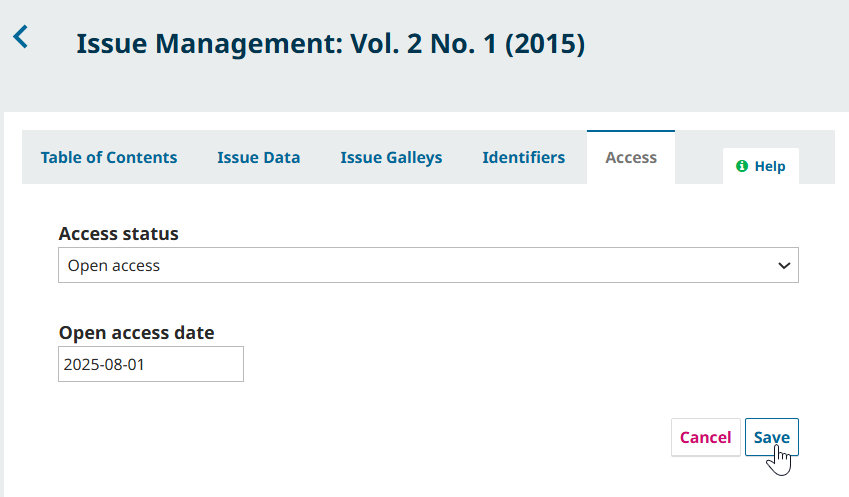 Issue Management: Vol. 2 No. 1 (2015)
Table of Contents Issue Data Issue Galleys Identifiers Access Help
Access status
Open access
Open access date
2025-08-01
Cancel Save